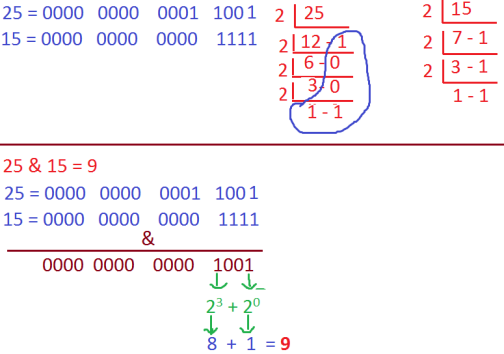 25 = 0000 0000 0001 1001
15 = 0000 0000 0000 1111
2 25
2 12 - 1
2 6 - 0
2 3 - 0
1 - 1
2 15
2 7 - 1
2 3 - 1
1 - 1
25 & 15 = 9
25 = 0000 0000 0001 1001
15 = 0000 0000 0000 1111
&
0000 0000 0000 1001
2³ + 2⁰
8 + 1 = 9